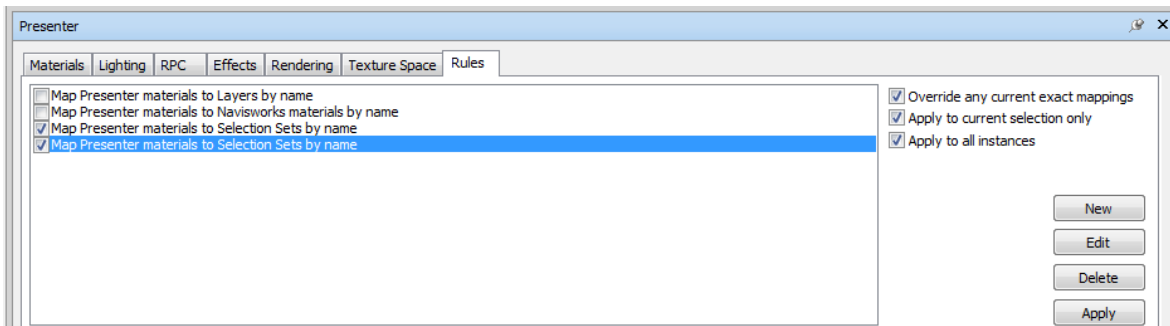 Presenter
Materials Lighting RPC Effects Rendering Texture Space Rules
Map Presenter materials to Layers by name
Map Presenter materials to Navisworks materials by name
Map Presenter materials to Selection Sets by name
Map Presenter materials to Selection Sets by name
Override any current exact mappings
Apply to current selection only
Apply to all instances
New
Edit
Delete
Apply